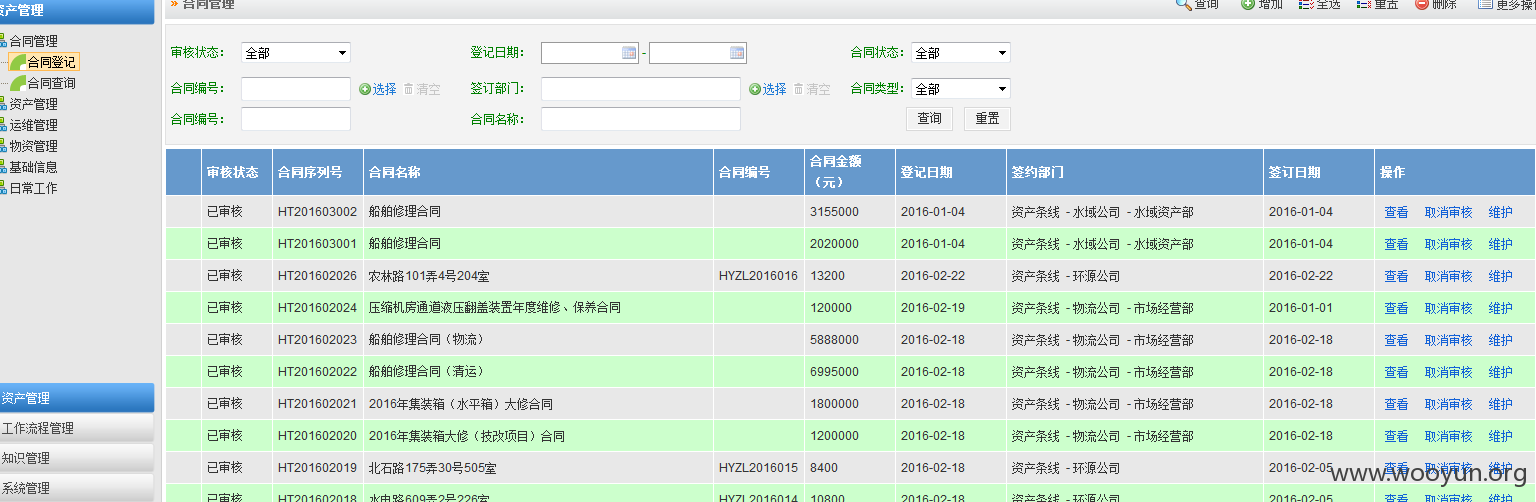 资产管理
合同管理
合同登记
合同查询
资产管理
运维管理
物资管理
基础信息
日常工作
资产管理
工作流程管理
知识管理
系统管理
» 合同管理 查询 增加 全选 重置 删除 更多操作
审核状态: 全部 登记日期: - 合同状态: 全部
合同编号: 选择 清空 签订部门: 选择 清空 合同类型: 全部
合同编号: 合同名称: 查询 重置
审核状态 合同序列号 合同名称 合同编号 合同金额（元） 登记日期 签约部门 签订日期 操作
已审核 HT201603002 船舶修理合同 3155000 2016-01-04 资产条线 - 水域公司 - 水域资产部 2016-01-04 查看 取消审核 维护
已审核 HT201603001 船舶修理合同 2020000 2016-01-04 资产条线 - 水域公司 - 水域资产部 2016-01-04 查看 取消审核 维护
已审核 HT201602026 农林路101弄4号204室 HYZL2016016 13200 2016-02-22 资产条线 - 环源公司 2016-02-22 查看 取消审核 维护
已审核 HT201602024 压缩机房通道液压翻盖装置年度维修、保养合同 120000 2016-02-19 资产条线 - 物流公司 - 市场经营部 2016-01-01 查看 取消审核 维护
已审核 HT201602023 船舶修理合同（物流） 5888000 2016-02-18 资产条线 - 物流公司 - 市场经营部 2016-02-18 查看 取消审核 维护
已审核 HT201602022 船舶修理合同（清运） 6995000 2016-02-18 资产条线 - 物流公司 - 市场经营部 2016-02-18 查看 取消审核 维护
已审核 HT201602021 2016年集装箱（水平箱）大修合同 1800000 2016-02-18 资产条线 - 物流公司 - 市场经营部 2016-02-18 查看 取消审核 维护
已审核 HT201602020 2016年集装箱大修（技改项目）合同 1200000 2016-02-18 资产条线 - 物流公司 - 市场经营部 2016-02-18 查看 取消审核 维护
已审核 HT201602019 北石路175弄30号505室 HYZL2016015 8400 2016-02-18 资产条线 - 环源公司 2016-02-05 查看 取消审核 维护
已审核 HT201602018 水电路609弄2号226室 HYZL2016014 10800 2016-02-18 资产条线 - 环源公司 2016-02-05 查看 取消审核 维护
www.wooyun.org